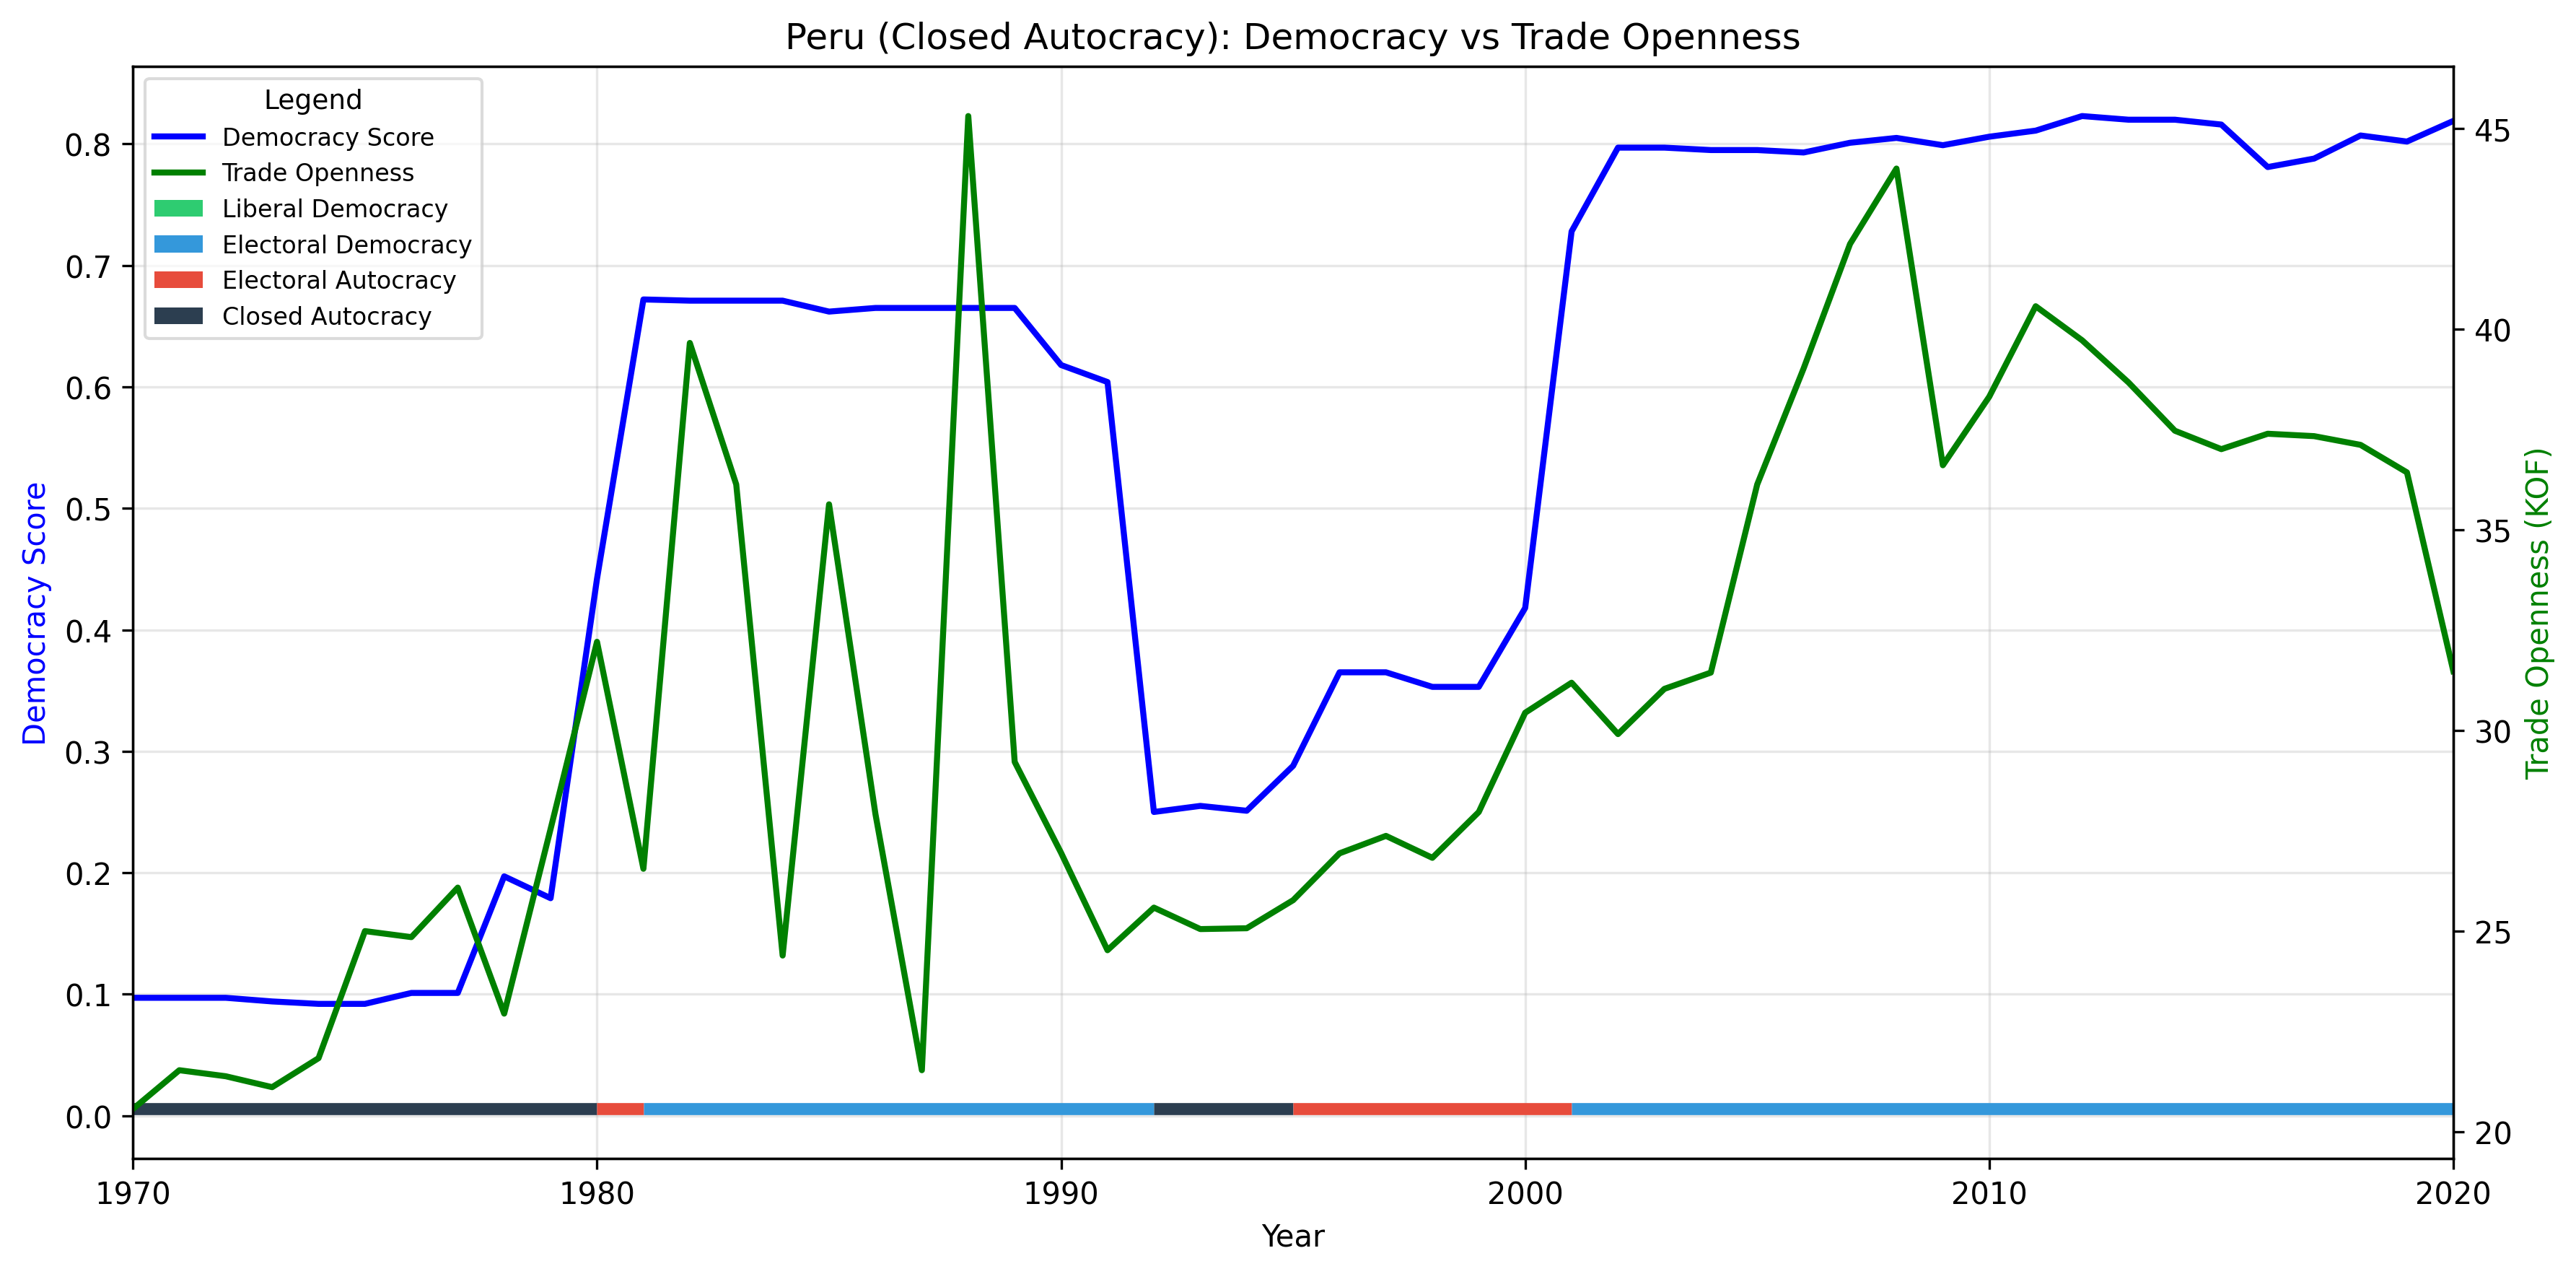 Peru (Closed Autocracy): Democracy vs Trade Openness
Legend
Democracy Score
Trade Openness
Liberal Democracy
Electoral Democracy
Electoral Autocracy
Closed Autocracy
Democracy Score
0.8
0.7
0.6
0.5
0.4
0.3
0.2
0.1
0.0
45
40
35
30
25
20
Trade Openness (KOF)
1970 1980 1990 2000 2010 2020
Year